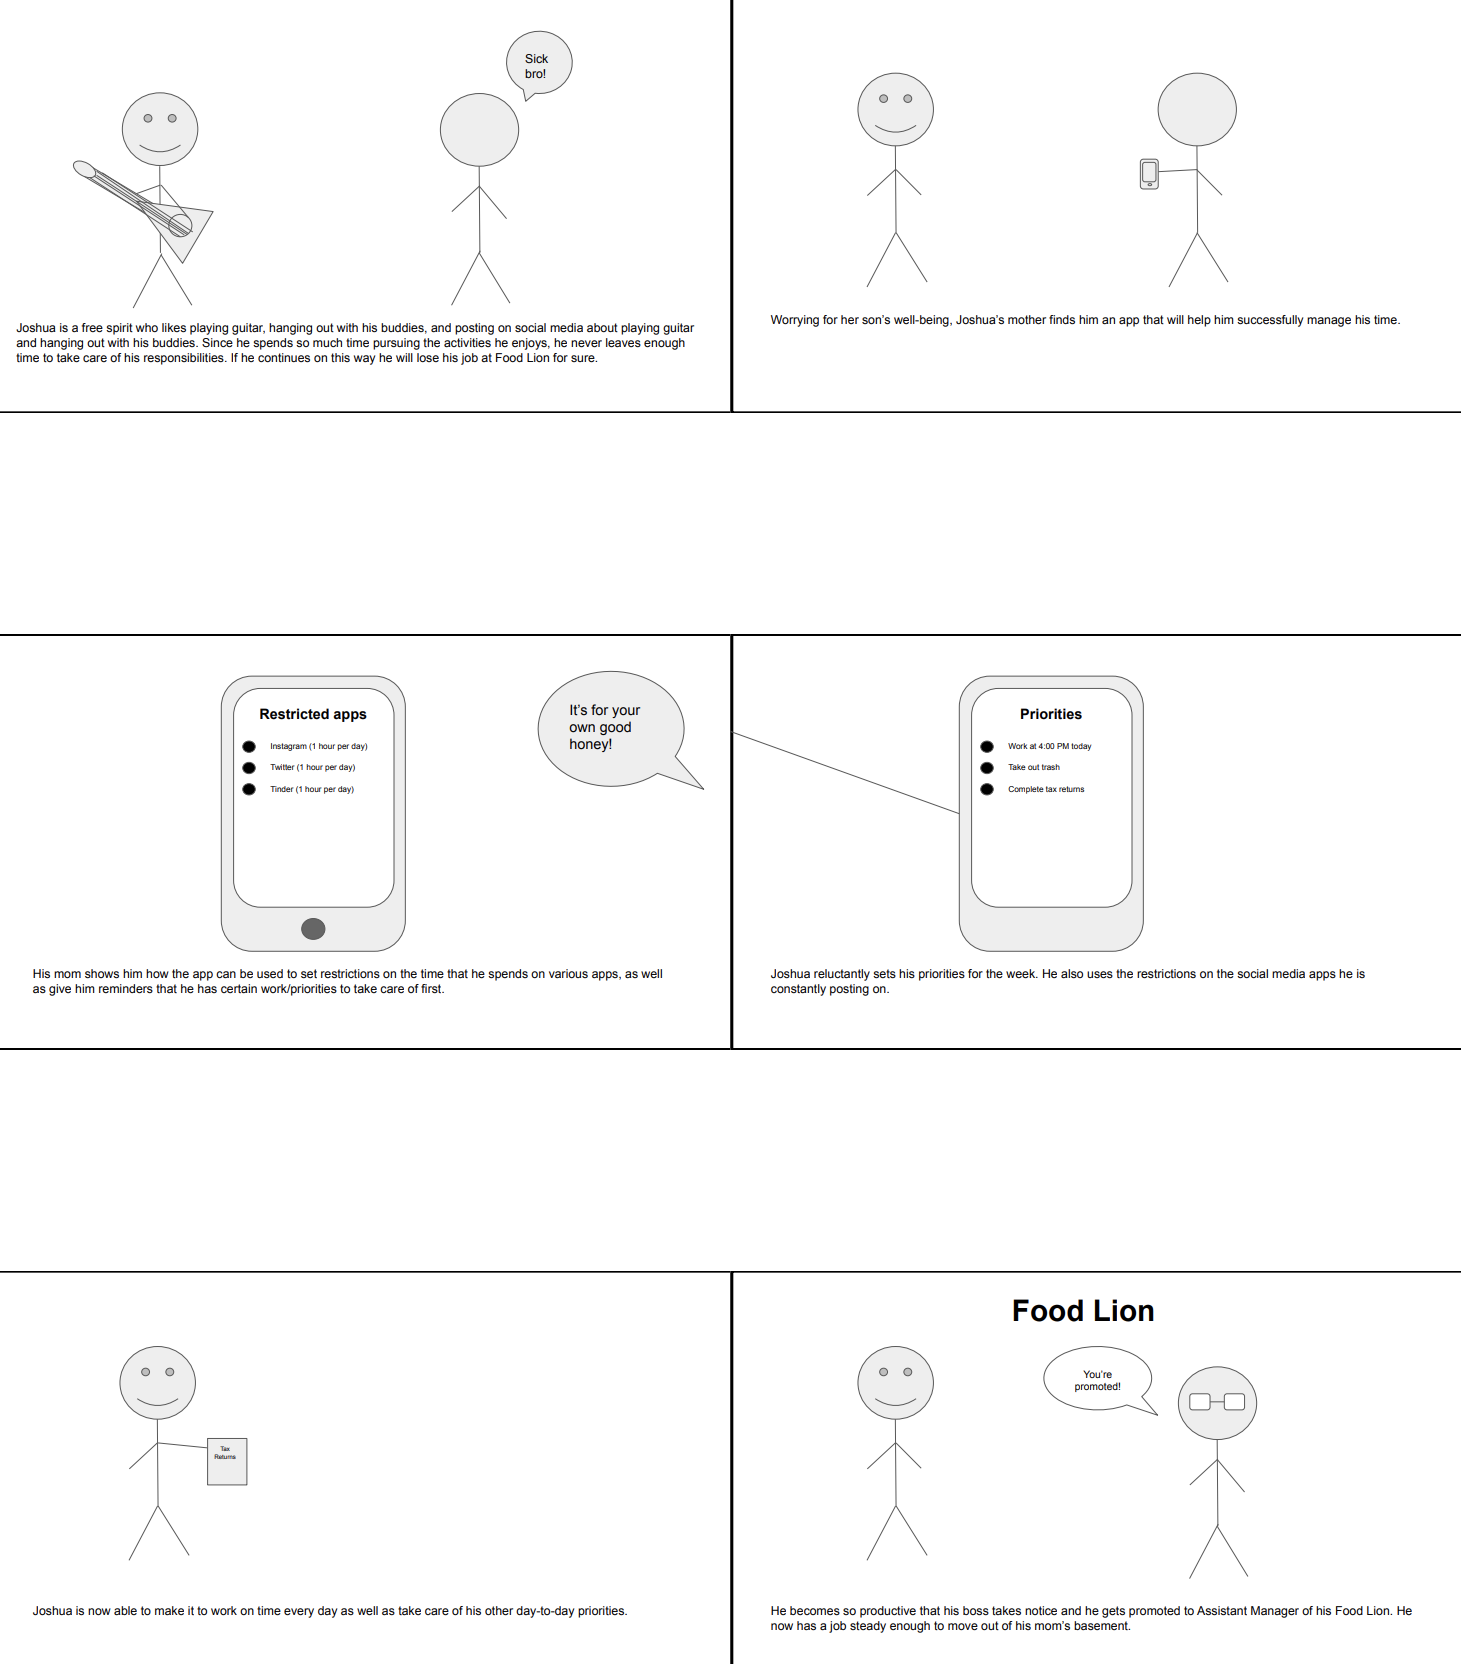 Sick
bro!
Joshua is a free spirit who likes playing guitar, hanging out with his buddies, and posting on social media about playing guitar
and hanging out with his buddies. Since he spends so much time pursuing the activities he enjoys, he never leaves enough
time to take care of his responsibilities. If he continues on this way he will lose his job at Food Lion for sure.
Worrying for her son’s well-being, Joshua’s mother finds him an app that will help him successfully manage his time.
Restricted apps
Instagram (1 hour per day)
Twitter (1 hour per day)
Tinder (1 hour per day)
It’s for your
own good
honey!
His mom shows him how the app can be used to set restrictions on the time that he spends on various apps, as well
as give him reminders that he has certain work/priorities to take care of first.
Priorities
Work at 4:00 PM today
Take out trash
Complete tax returns
Joshua reluctantly sets his priorities for the week. He also uses the restrictions on the social media apps he is
constantly posting on.
Tax
Returns
Joshua is now able to make it to work on time every day as well as take care of his other day-to-day priorities.
Food Lion
You’re
promoted!
He becomes so productive that his boss takes notice and he gets promoted to Assistant Manager of his Food Lion. He
now has a job steady enough to move out of his mom’s basement.